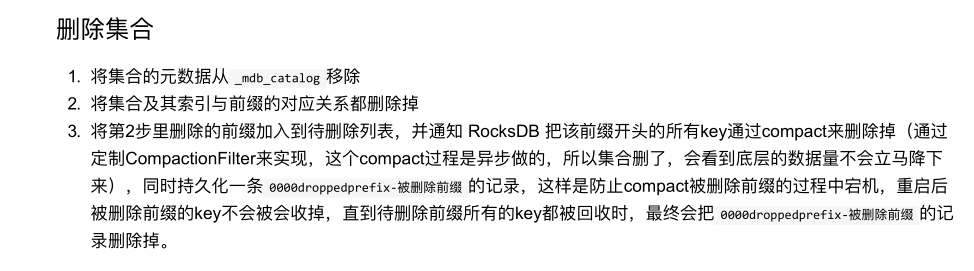 删除集合
1. 将集合的元数据从 _mdb_catalog 移除
2. 将集合及其索引与前缀的对应关系都删除掉
3. 将第2步里删除的前缀加入到待删除列表，并通知 RocksDB 把该前缀开头的所有key通过compact来删除掉（通过
定制CompactionFilter来实现，这个compact过程是异步做的，所以集合删了，会看到底层的数据量不会立马降下
来），同时持久化一条 0000droppedprefix-被删除前缀 的记录，这样是防止compact被删除前缀的过程中宕机，重启后
被删除前缀的key不会被会收掉，直到待删除前缀所有的key都被回收时，最终会把 0000droppedprefix-被删除前缀 的记
录删除掉。